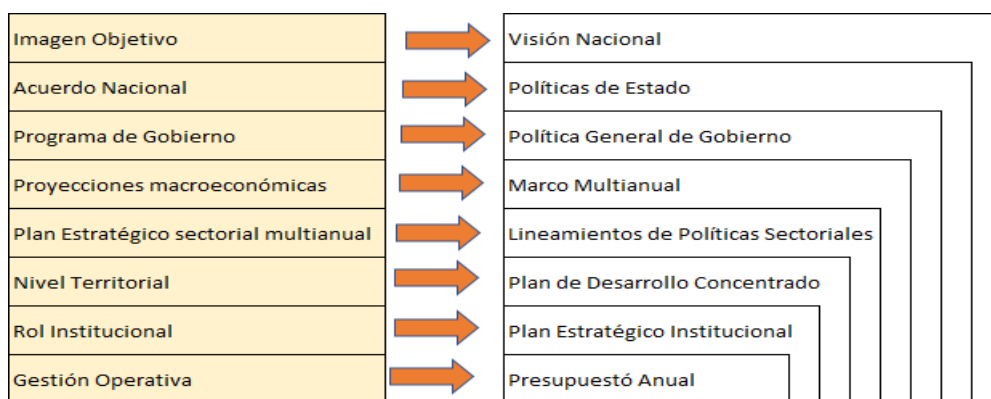 Imagen Objetivo
Visión Nacional
Acuerdo Nacional
Políticas de Estado
Programa de Gobierno
Política General de Gobierno
Proyecciones macroeconómicas
Marco Multianual
Plan Estratégico sectorial multianual
Lineamientos de Políticas Sectoriales
Nivel Territorial
Plan de Desarrollo Concentrado
Rol Institucional
Plan Estratégico Institucional
Gestión Operativa
Presupuestó Anual